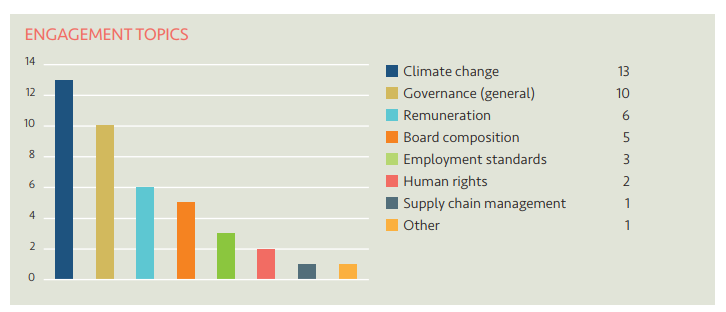 ENGAGEMENT TOPICS
14
12
10
8
6
4
2
0
Climate change 13
Governance (general) 10
Remuneration 6
Board composition 5
Employment standards 3
Human rights 2
Supply chain management 1
Other 1